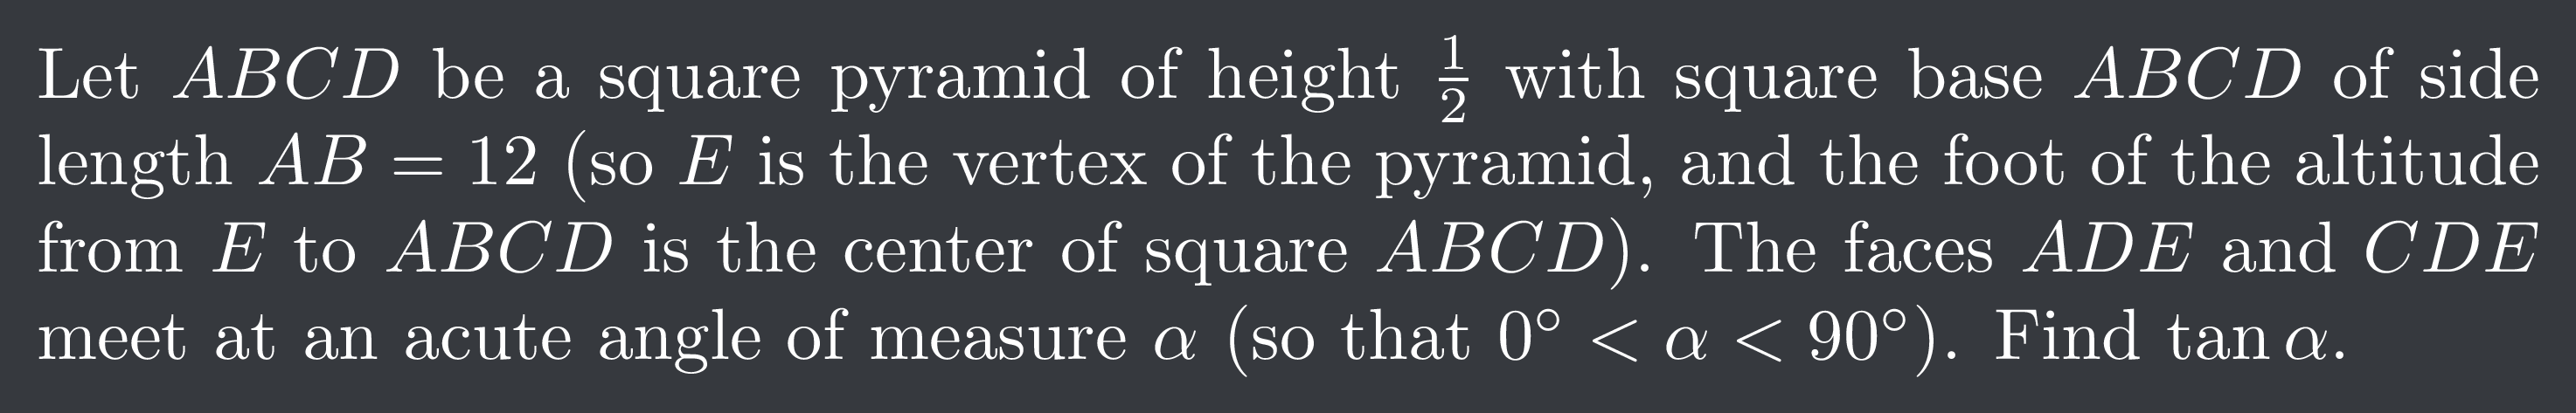 Let ABCD be a square pyramid of height 1/2 with square base ABCD of side
length AB = 12 (so E is the vertex of the pyramid, and the foot of the altitude
from E to ABCD is the center of square ABCD). The faces ADE and CDE
meet at an acute angle of measure α (so that 0° < α < 90°). Find tan α.